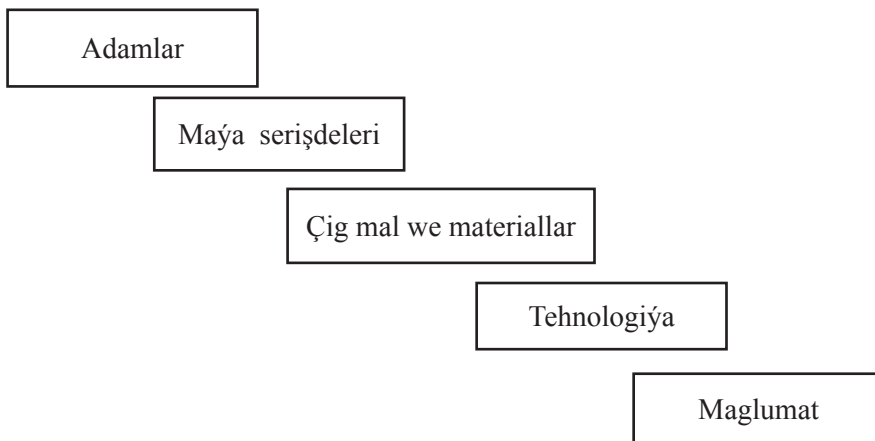 Adamlar
Maýa serişdeleri
Çig mal we materiallar
Tehnologiýa
Maglumat